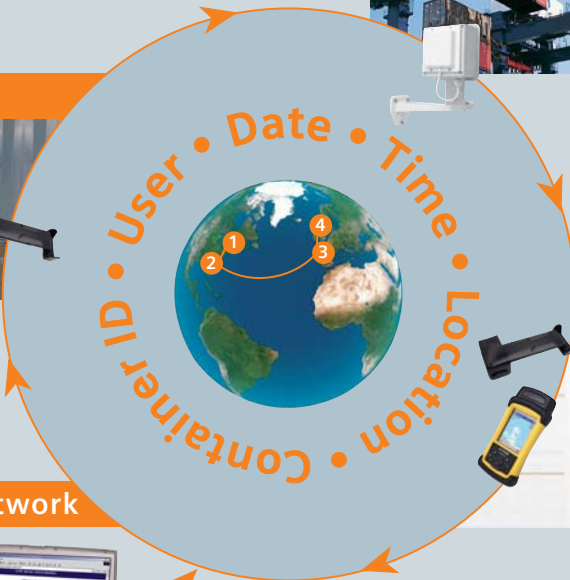 User • Date • Time • Location • Container ID •
1
2
3
4
twork